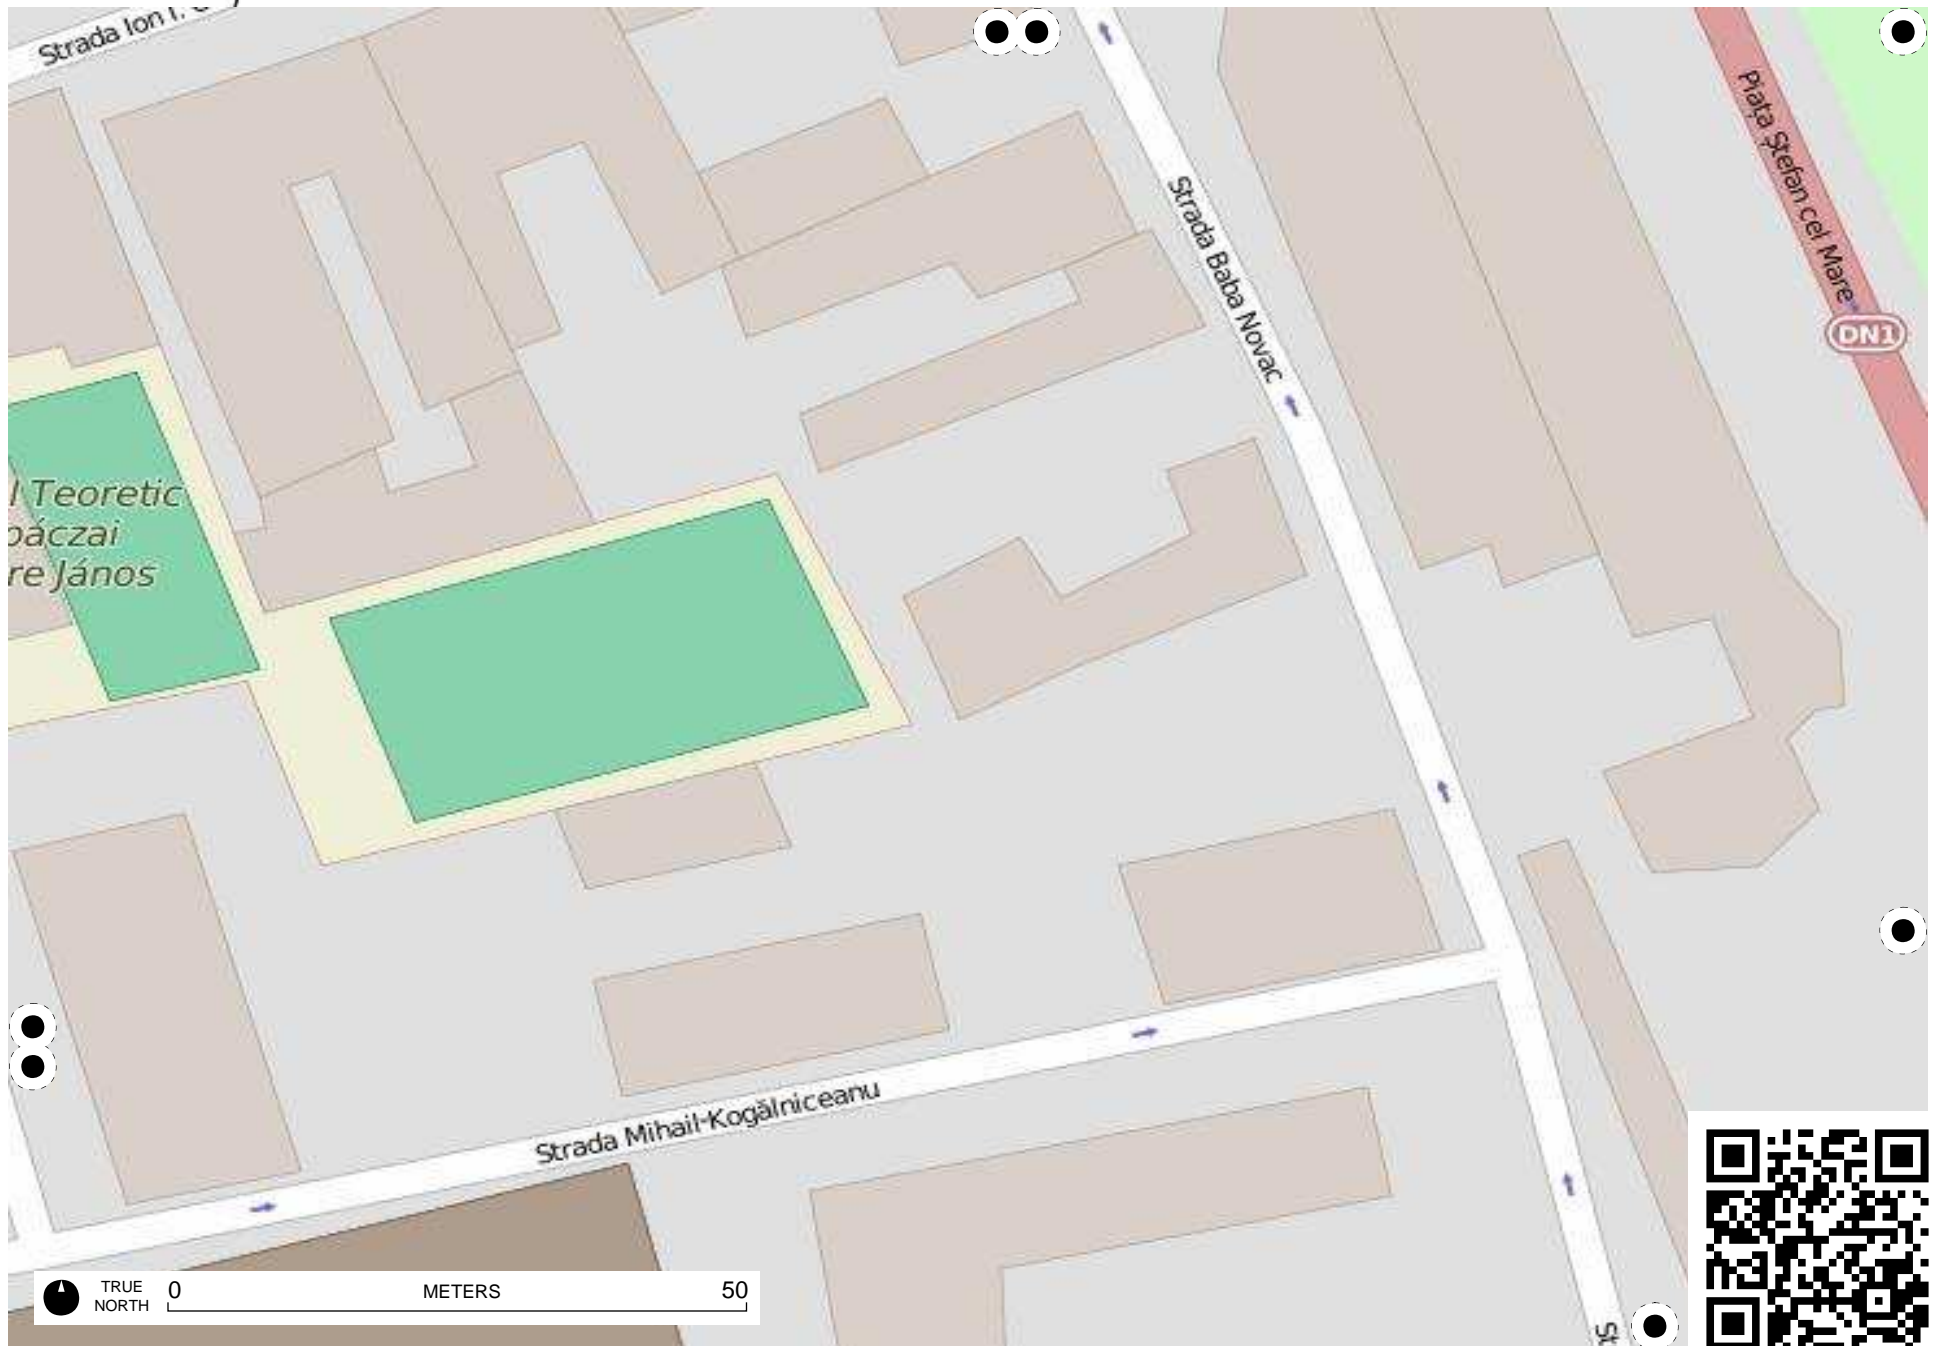 Strada Ion I.
Piața Ștefan cel Mare
Strada Baba Novac
DN1
l Teoretic
páczai
re János
Strada Mihail-Kogălniceanu
TRUE
NORTH
0 METERS 50
St